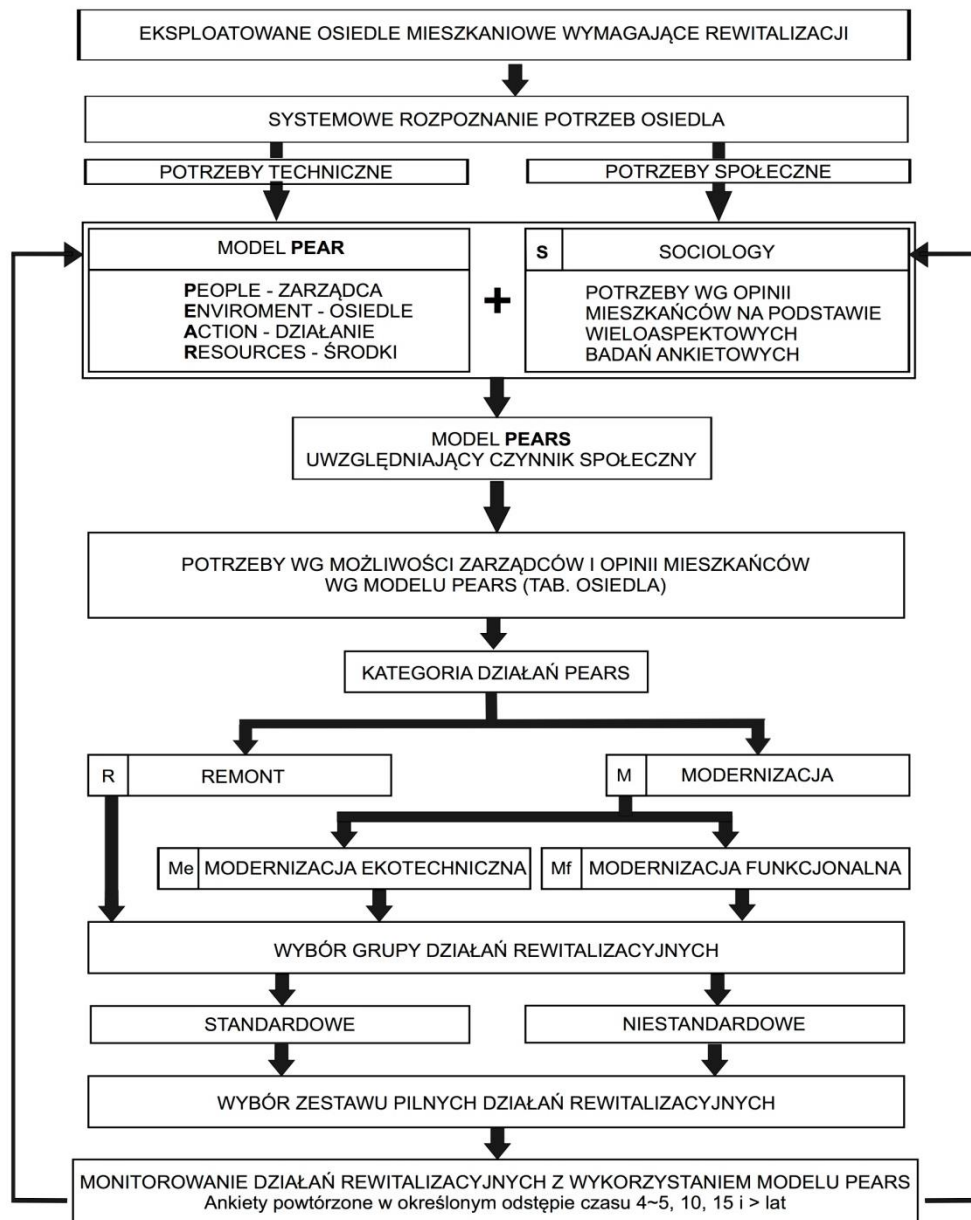 EKSPLOATOWANE OSIEDLE MIESZKANIOWE WYMAGAJĄCE REWITALIZACJI
SYSTEMOWE ROZPOZNANIE POTRZEB OSIEDLA
POTRZEBY TECHNICZNE
POTRZEBY SPOŁECZNE
MODEL PEAR
PEOPLE - ZARZĄDCA
ENVIROMENT - OSIEDLE
ACTION - DZIAŁANIE
RESOURCES - ŚRODKI
+
S SOCIOLOGY
POTRZEBY WG OPINII
MIESZKAŃCÓW NA PODSTAWIE
WIELOASPEKTOWYCH
BADAŃ ANKIETOWYCH
MODEL PEARS
UWZGLĘDNIAJĄCY CZYNNIK SPOŁECZNY
POTRZEBY WG MOŻLIWOŚCI ZARZĄDCÓW I OPINII MIESZKAŃCÓW
WG MODELU PEARS (TAB. OSIEDLA)
KATEGORIA DZIAŁAŃ PEARS
R REMONT
M MODERNIZACJA
Me MODERNIZACJA EKOTECHNICZNA
Mf MODERNIZACJA FUNKCJONALNA
WYBÓR GRUPY DZIAŁAŃ REWITALIZACYJNYCH
STANDARDOWE
NIESTANDARDOWE
WYBÓR ZESTAWU PILNYCH DZIAŁAŃ REWITALIZACYJNYCH
MONITOROWANIE DZIAŁAŃ REWITALIZACYJNYCH Z WYKORZYSTANIEM MODELU PEARS
Ankiety powtórzone w określonym odstępie czasu 4~5, 10, 15 i > lat